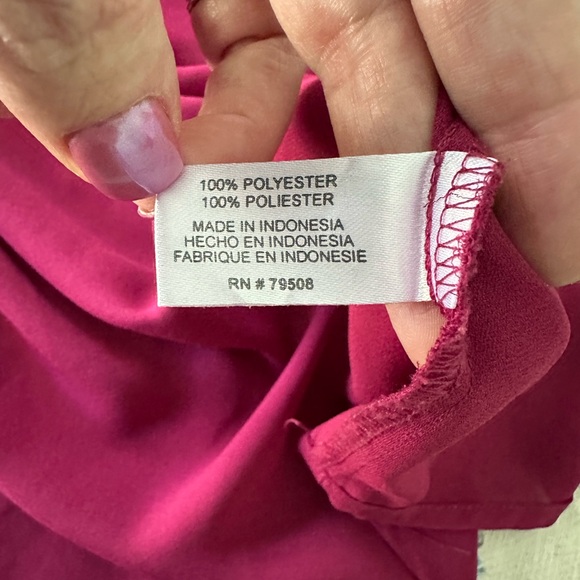 100% POLYESTER
100% POLIESTER
MADE IN INDONESIA
HECHO EN INDONESIA
FABRIQUE EN INDONESIE
RN # 79508